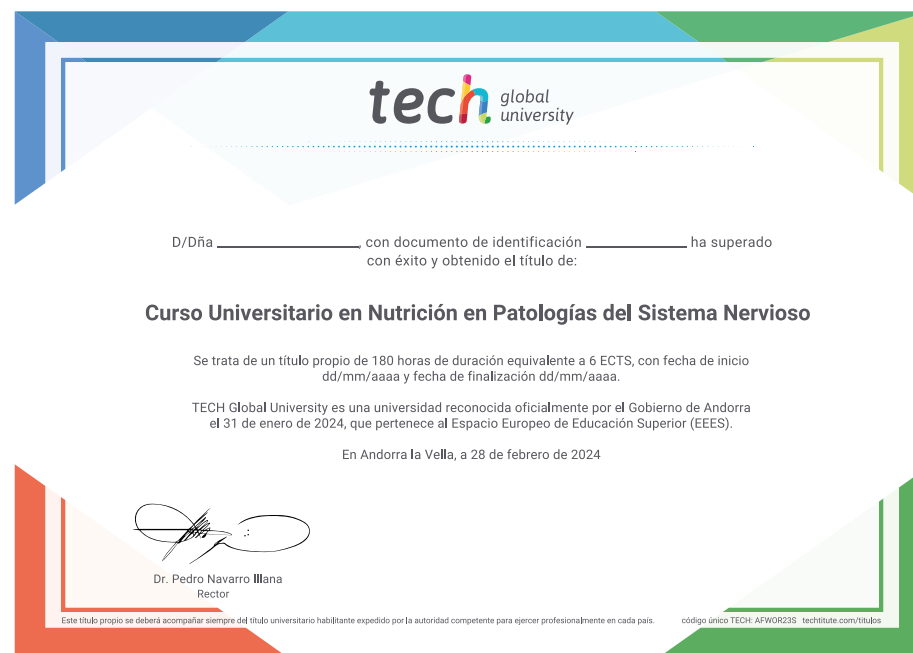 tech global university
D/Dña ____________, con documento de identificación ____________ ha superado
con éxito y obtenido el título de:
Curso Universitario en Nutrición en Patologías del Sistema Nervioso
Se trata de un título propio de 180 horas de duración equivalente a 6 ECTS, con fecha de inicio
dd/mm/aaaa y fecha de finalización dd/mm/aaaa.
TECH Global University es una universidad reconocida oficialmente por el Gobierno de Andorra
el 31 de enero de 2024, que pertenece al Espacio Europeo de Educación Superior (EEES).
En Andorra la Vella, a 28 de febrero de 2024
Dr. Pedro Navarro Illana
Rector
Este título propio se deberá acompañar siempre del título universitario habilitante expedido por la autoridad competente para ejercer profesionalmente en cada país. código único TECH: AFWOR23S techtitute.com/titulos